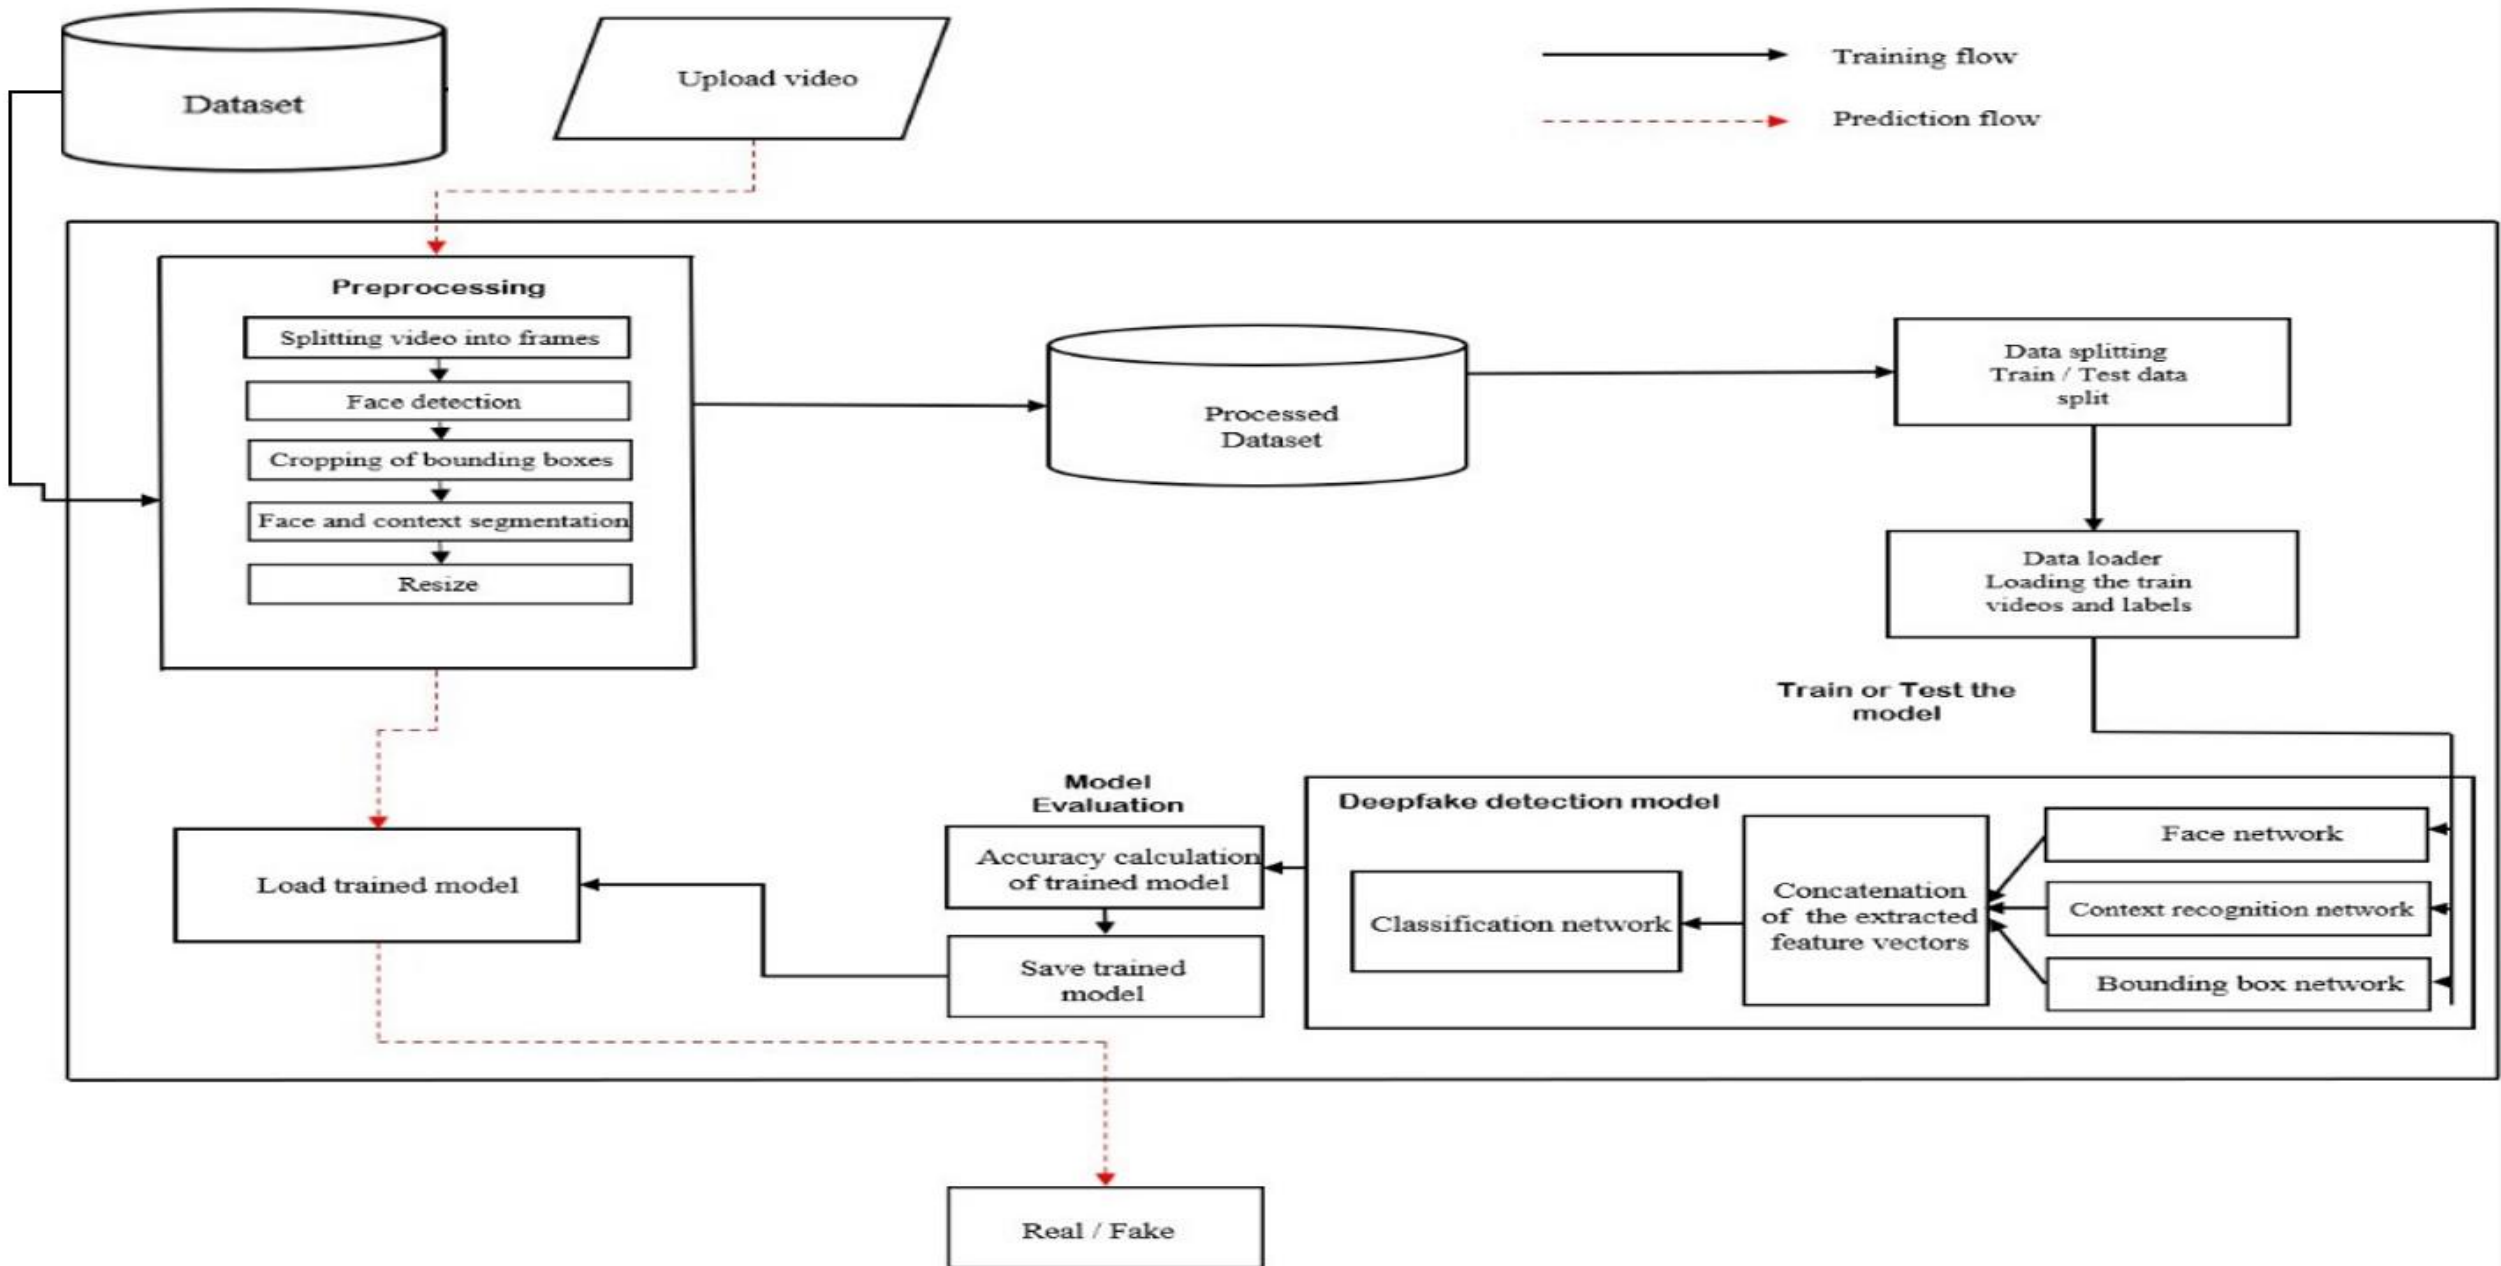 Dataset
Upload video
Training flow
Prediction flow
Preprocessing
Splitting video into frames
Face detection
Cropping of bounding boxes
Face and context segmentation
Resize
Processed
Dataset
Data splitting
Train / Test data
split
Data loader
Loading the train
videos and labels
Train or Test the
model
Model
Evaluation
Accuracy calculation
of trained model
Save trained
model
Load trained model
Deepfake detection model
Classification network
Concatenation
of the extracted
feature vectors
Face network
Context recognition network
Bounding box network
Real / Fake